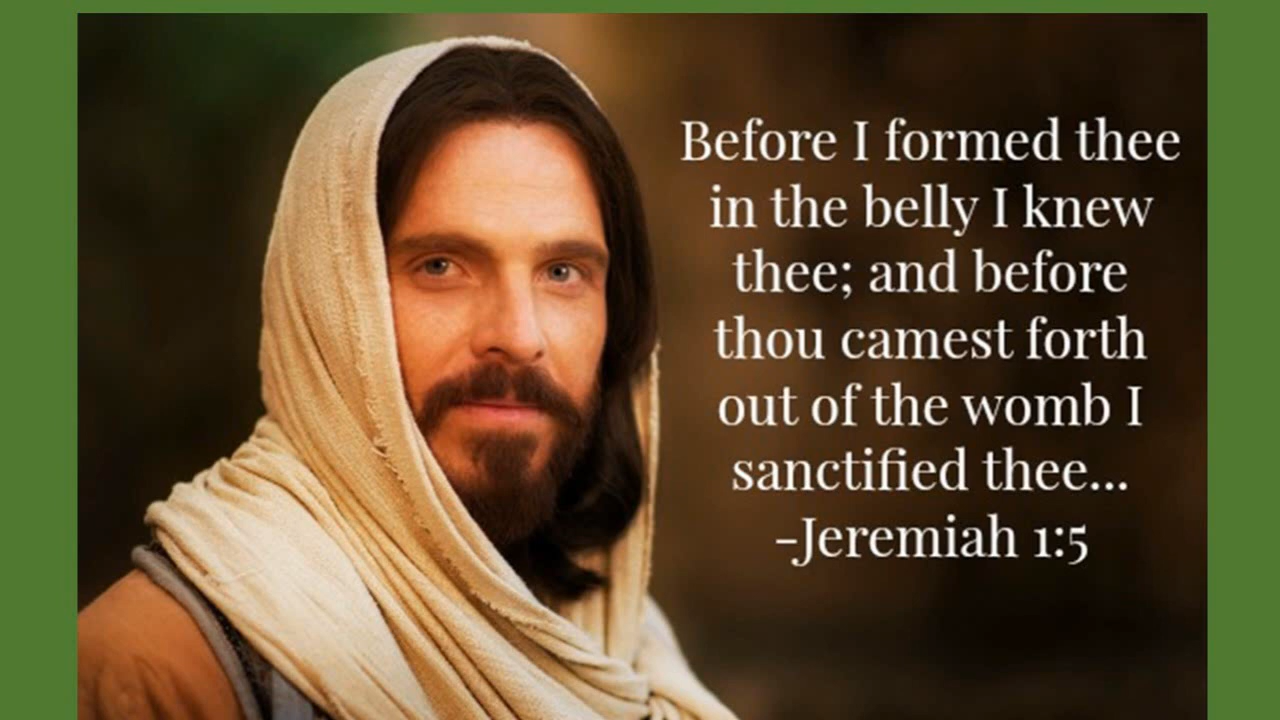 Before I formed thee
in the belly I knew
thee; and before
thou camest forth
out of the womb I
sanctified thee...
-Jeremiah 1:5